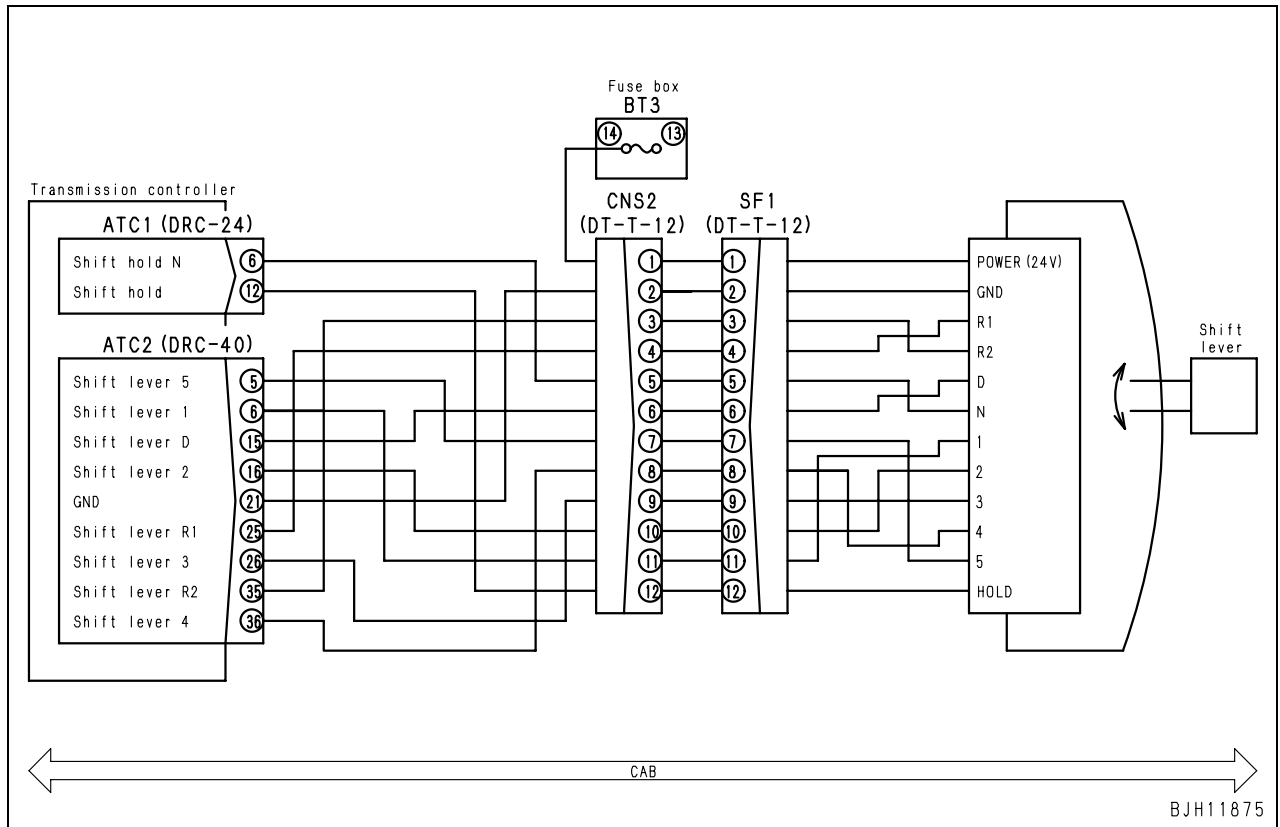 Fuse box
BT3
14 13
Transmission controller
CNS2
(DT-T-12)
SF1
(DT-T-12)
ATC1 (DRC-24)
Shift hold N 6
Shift hold 12
ATC2 (DRC-40)
Shift lever 5 5
Shift lever 1 6
Shift lever D 15
Shift lever 2 16
GND 21
Shift lever R1 25
Shift lever 3 26
Shift lever R2 35
Shift lever 4 36
1 1 POWER (24V)
2 2 GND
3 3 R1
4 4 R2
5 5 D
6 6 N
7 7 1
8 8 2
9 9 3
10 10 4
11 11 5
12 12 HOLD
Shift
lever
CAB
BJH11875